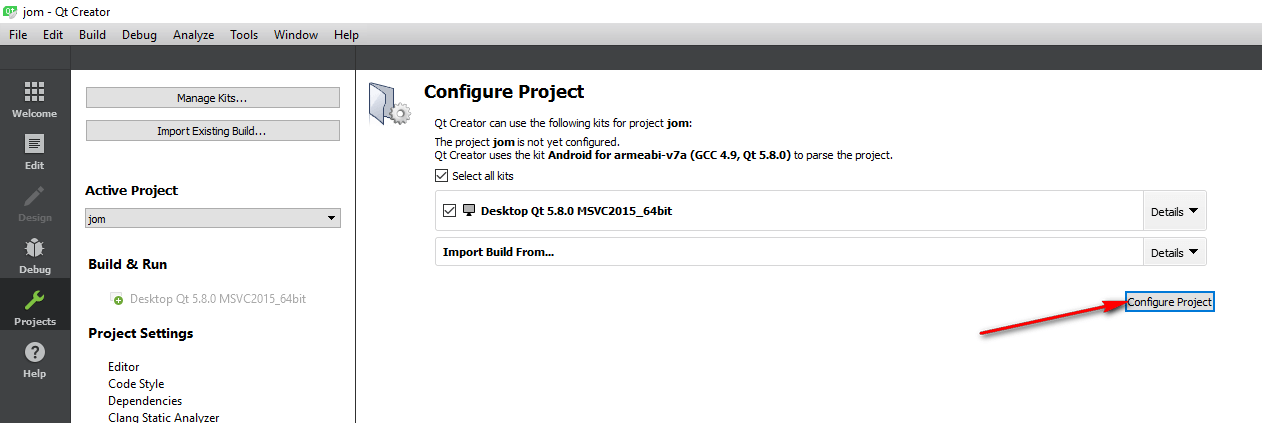 jom - Qt Creator
File Edit Build Debug Analyze Tools Window Help
Welcome
Edit
Design
Debug
Projects
Help
Manage Kits...
Import Existing Build...
Active Project
jom
Build & Run
Desktop Qt 5.8.0 MSVC2015_64bit
Project Settings
Editor
Code Style
Dependencies
Clang Static Analyzer
Configure Project
Qt Creator can use the following kits for project jom:
The project jom is not yet configured.
Qt Creator uses the kit Android for armeabi-v7a (GCC 4.9, Qt 5.8.0) to parse the project.
Select all kits
Desktop Qt 5.8.0 MSVC2015_64bit Details
Import Build From... Details
Configure Project